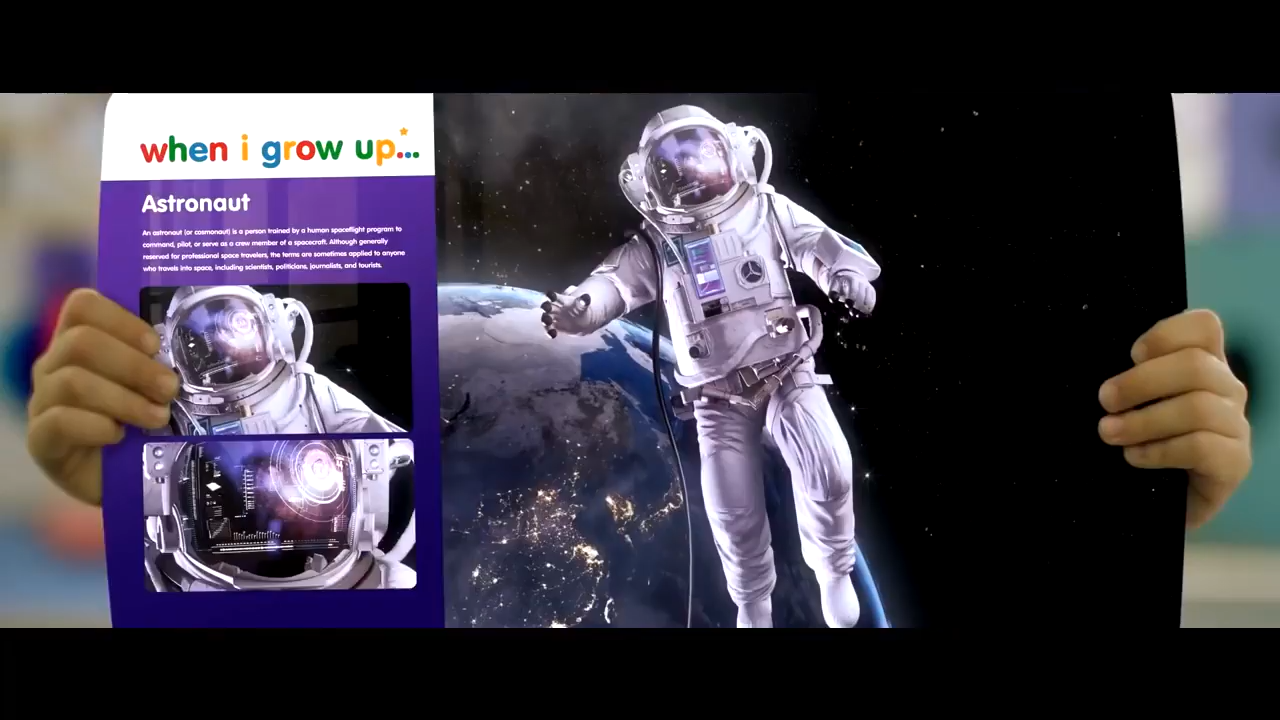 when i grow up...
Astronaut
An astronaut (or cosmonaut) is a person trained by a human spaceflight program to
command, pilot, or serve as a crew member of a spacecraft. Although generally
reserved for professional space travelers, the terms are sometimes applied to anyone
who travels into space, including scientists, politicians, journalists, and tourists.